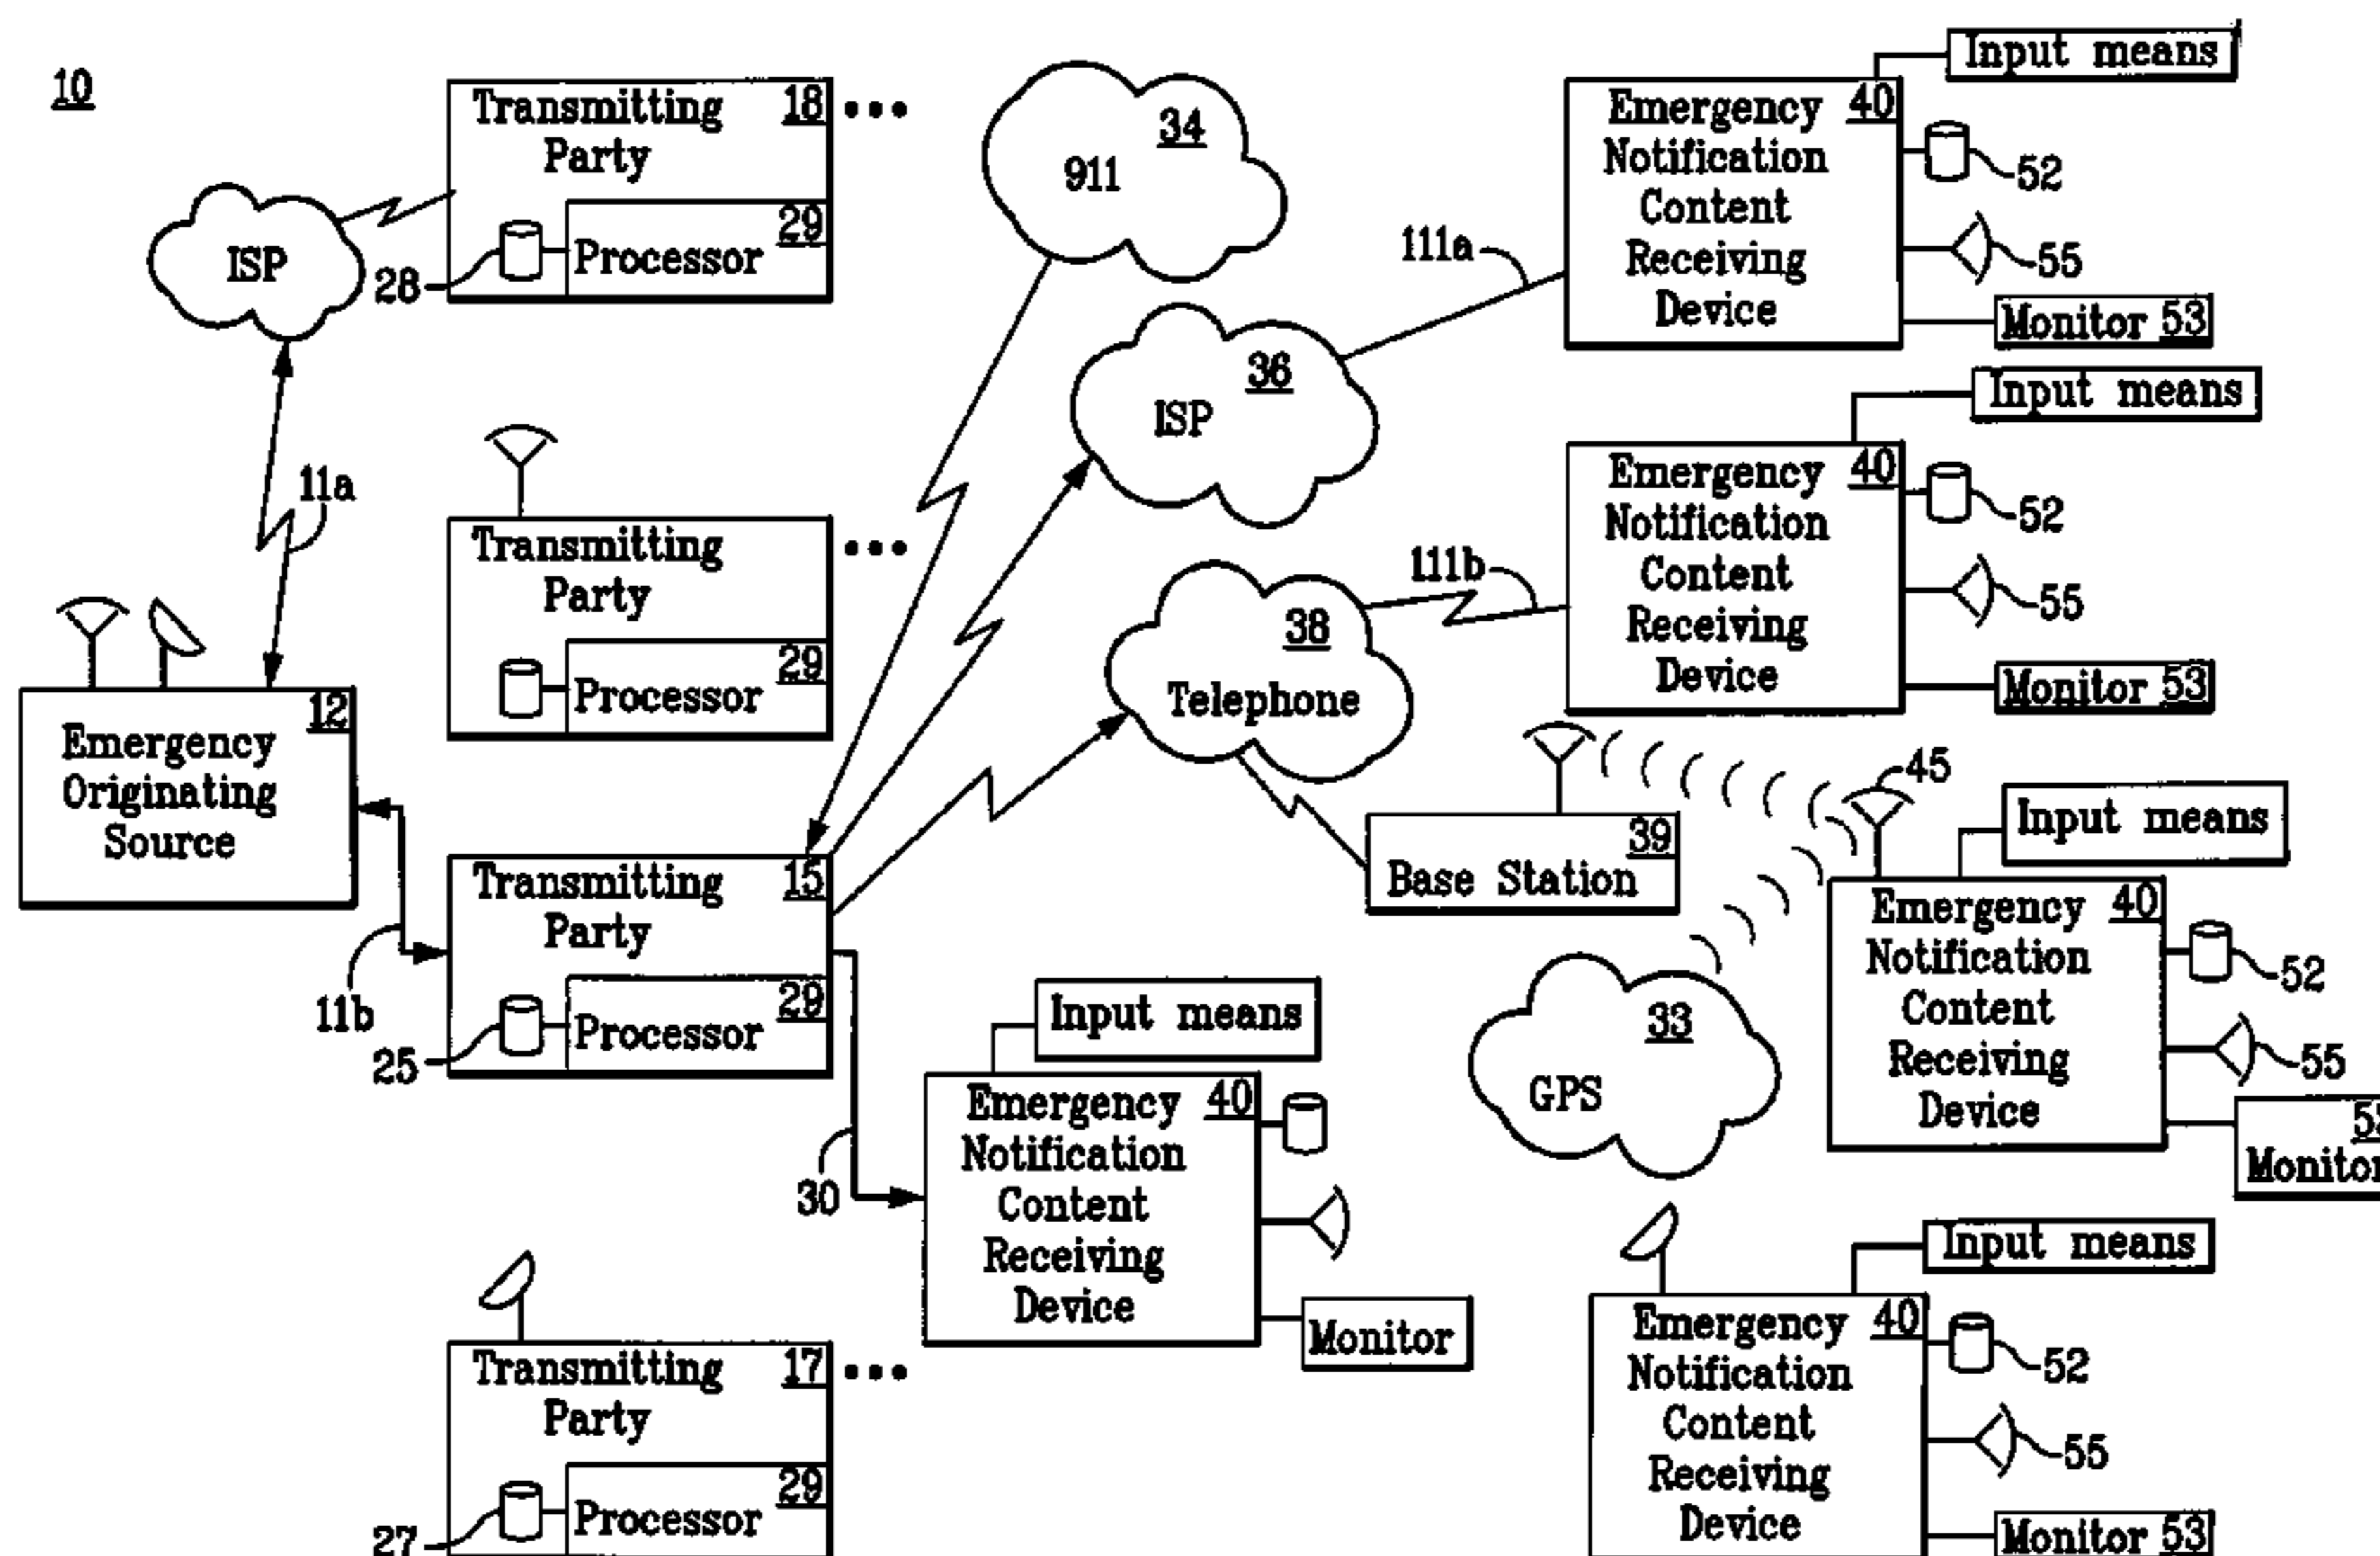 10
Transmitting 18
Party
Processor 29
28
ISP
11a
Transmitting
Party
Processor 29
12
Emergency
Originating
Source
11b
Transmitting 15
Party
Processor 29
25
30
Transmitting 17
Party
Processor 29
27
34
911
36
ISP
38
Telephone
111a
111b
39
Base Station
33
GPS
45
Input means
Emergency 40
Notification
Content
Receiving
Device
52
55
Monitor 53
Input means
Emergency 40
Notification
Content
Receiving
Device
52
55
Monitor 53
Input means
Emergency 40
Notification
Content
Receiving
Device
52
55
Monitor
Input means
Emergency 40
Notification
Content
Receiving
Device
Monitor
Input means
Emergency 40
Notification
Content
Receiving
Device
52
55
Monitor 53